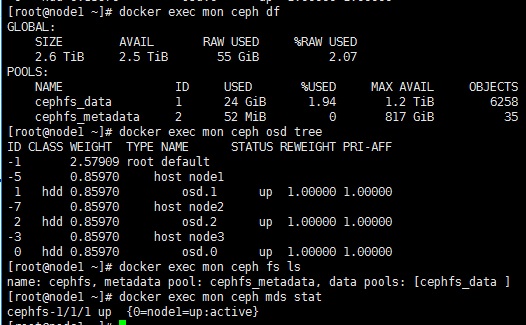 [root@node1 ~]# docker exec mon ceph df
GLOBAL:
    SIZE        AVAIL       RAW USED     %RAW USED
    2.6 TiB     2.5 TiB       55 GiB          2.07
POOLS:
    NAME                ID     USED       %USED     MAX AVAIL     OBJECTS
    cephfs_data         1      24 GiB      1.94       1.2 TiB        6258
    cephfs_metadata     2      52 MiB         0       817 GiB          35
[root@node1 ~]# docker exec mon ceph osd tree
ID CLASS WEIGHT  TYPE NAME      STATUS REWEIGHT PRI-AFF
-1       2.57909 root default
-5       0.85970     host node1
 1   hdd 0.85970         osd.1      up  1.00000 1.00000
-7       0.85970     host node2
 2   hdd 0.85970         osd.2      up  1.00000 1.00000
-3       0.85970     host node3
 0   hdd 0.85970         osd.0      up  1.00000 1.00000
[root@node1 ~]# docker exec mon ceph fs ls
name: cephfs, metadata pool: cephfs_metadata, data pools: [cephfs_data ]
[root@node1 ~]# docker exec mon ceph mds stat
cephfs-1/1/1 up  {0=node1=up:active}